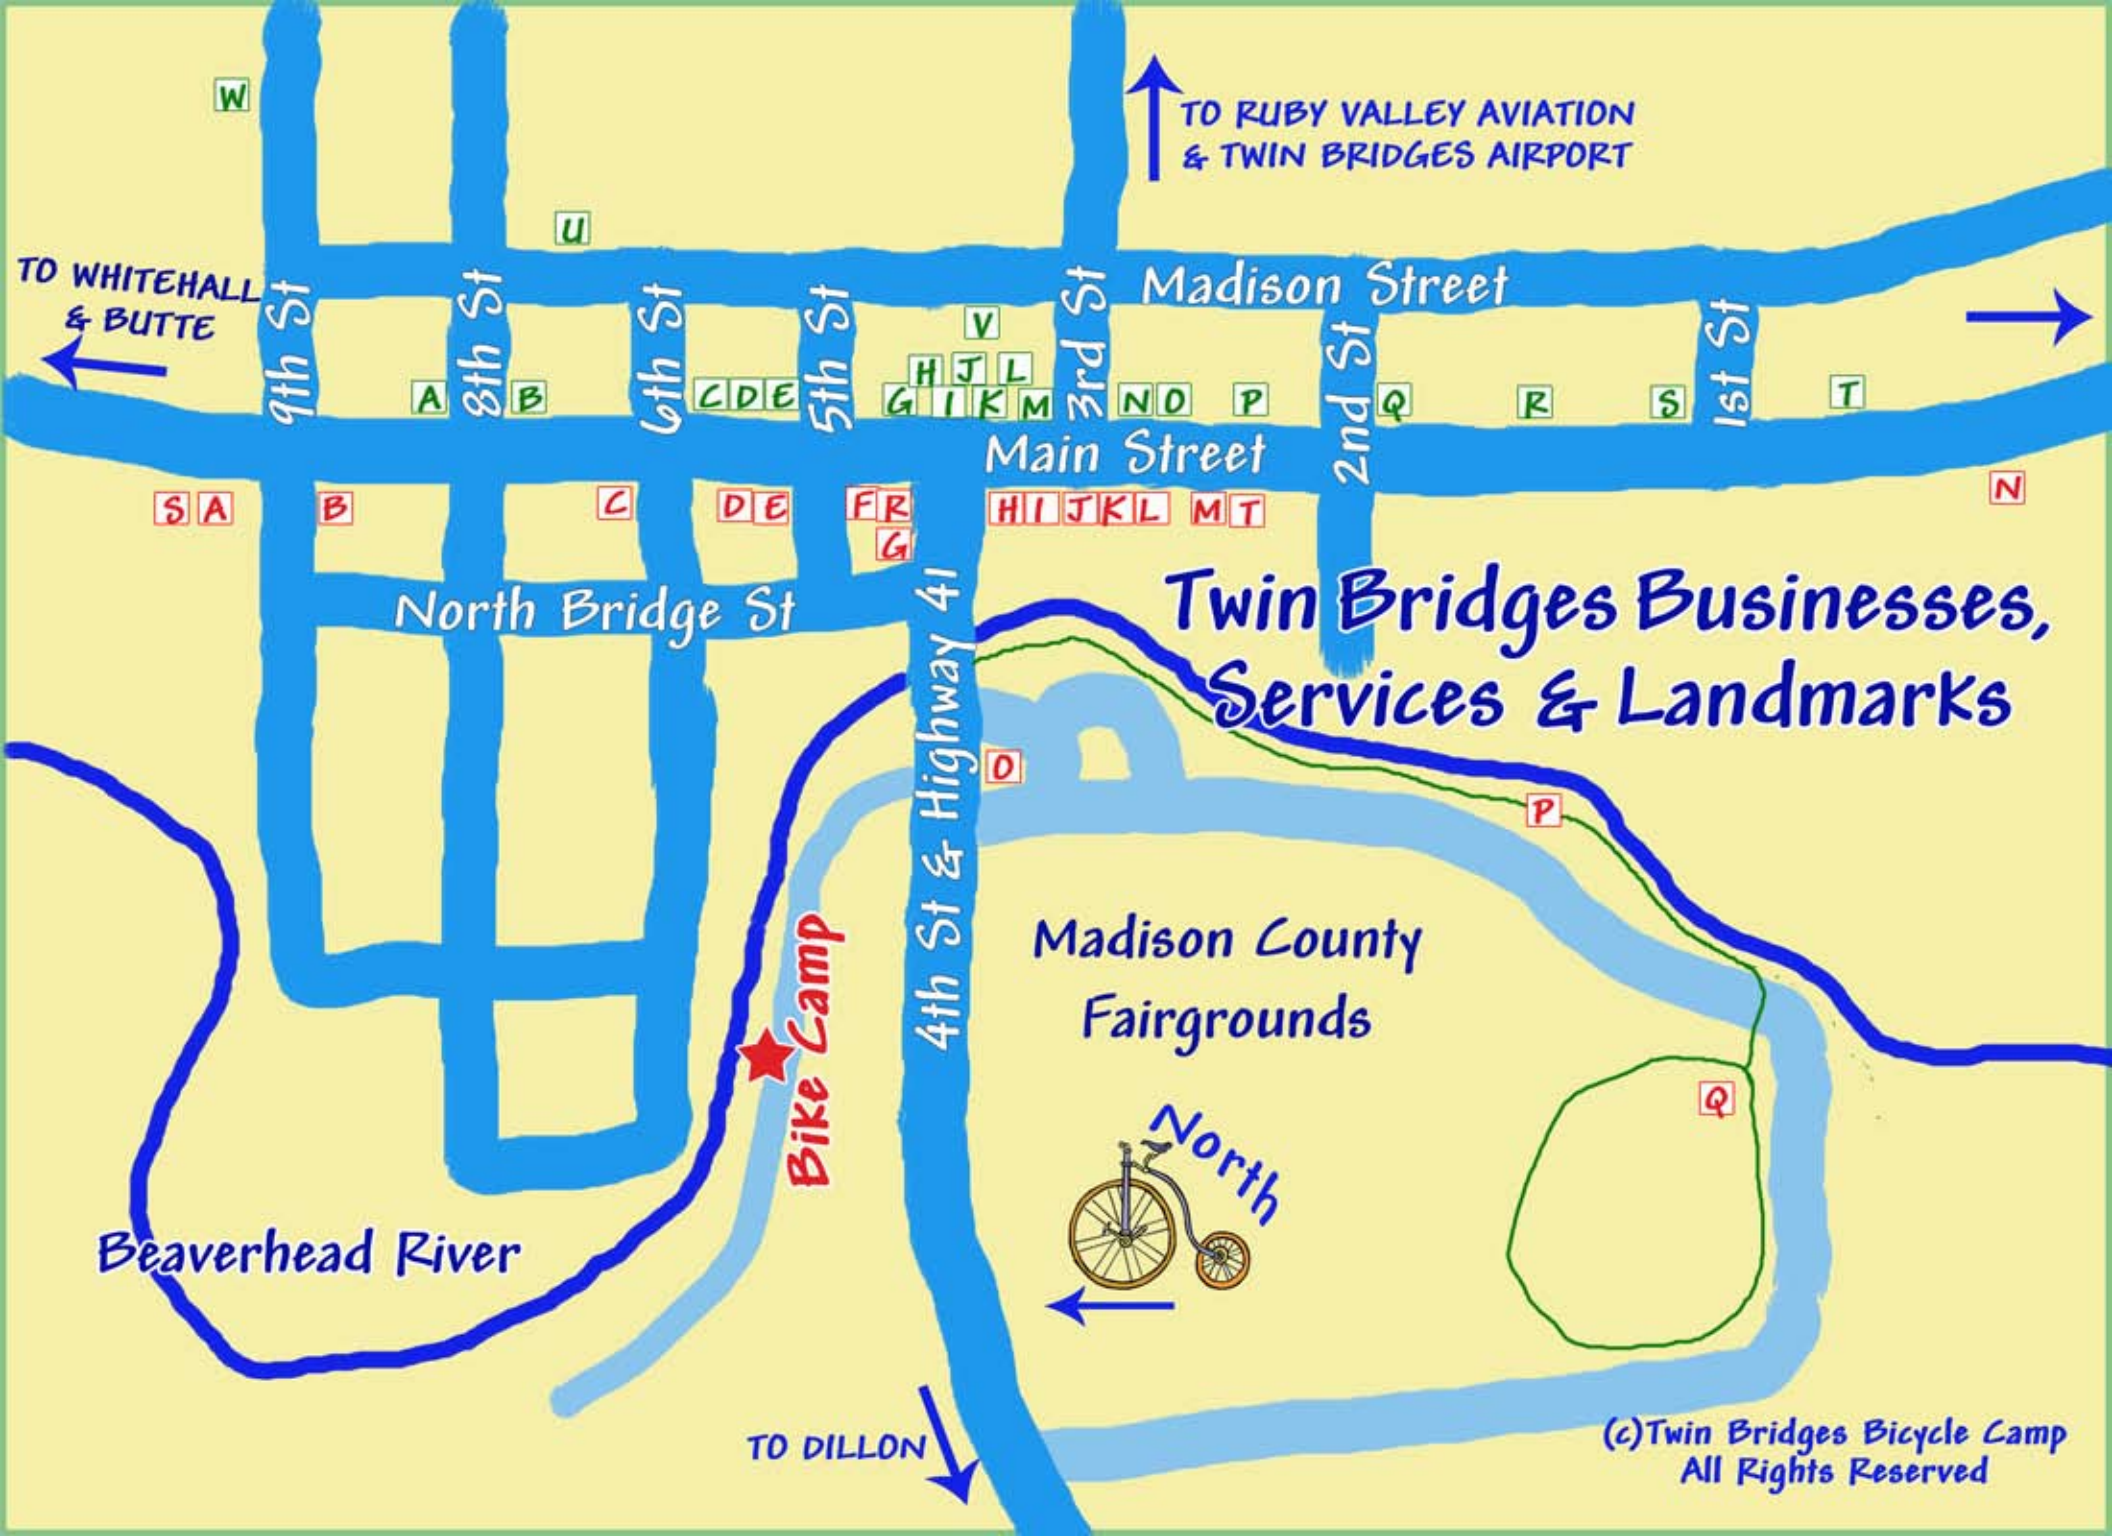 W
TO RUBY VALLEY AVIATION
& TWIN BRIDGES AIRPORT
U
TO WHITEHALL
& BUTTE
9th St
8th St
6th St
5th St
3rd St
Madison Street
2nd St
1st St
V
H J L
A B C D E G I K M N O P Q R S T
Main Street
S A B C D E F R H I J K L M T N
G
North Bridge St
4th St & Highway 41
Twin Bridges Businesses,
Services & Landmarks
O
P
Bike Camp
Madison County
Fairgrounds
Q
North
Beaverhead River
TO DILLON
(c)Twin Bridges Bicycle Camp
All Rights Reserved